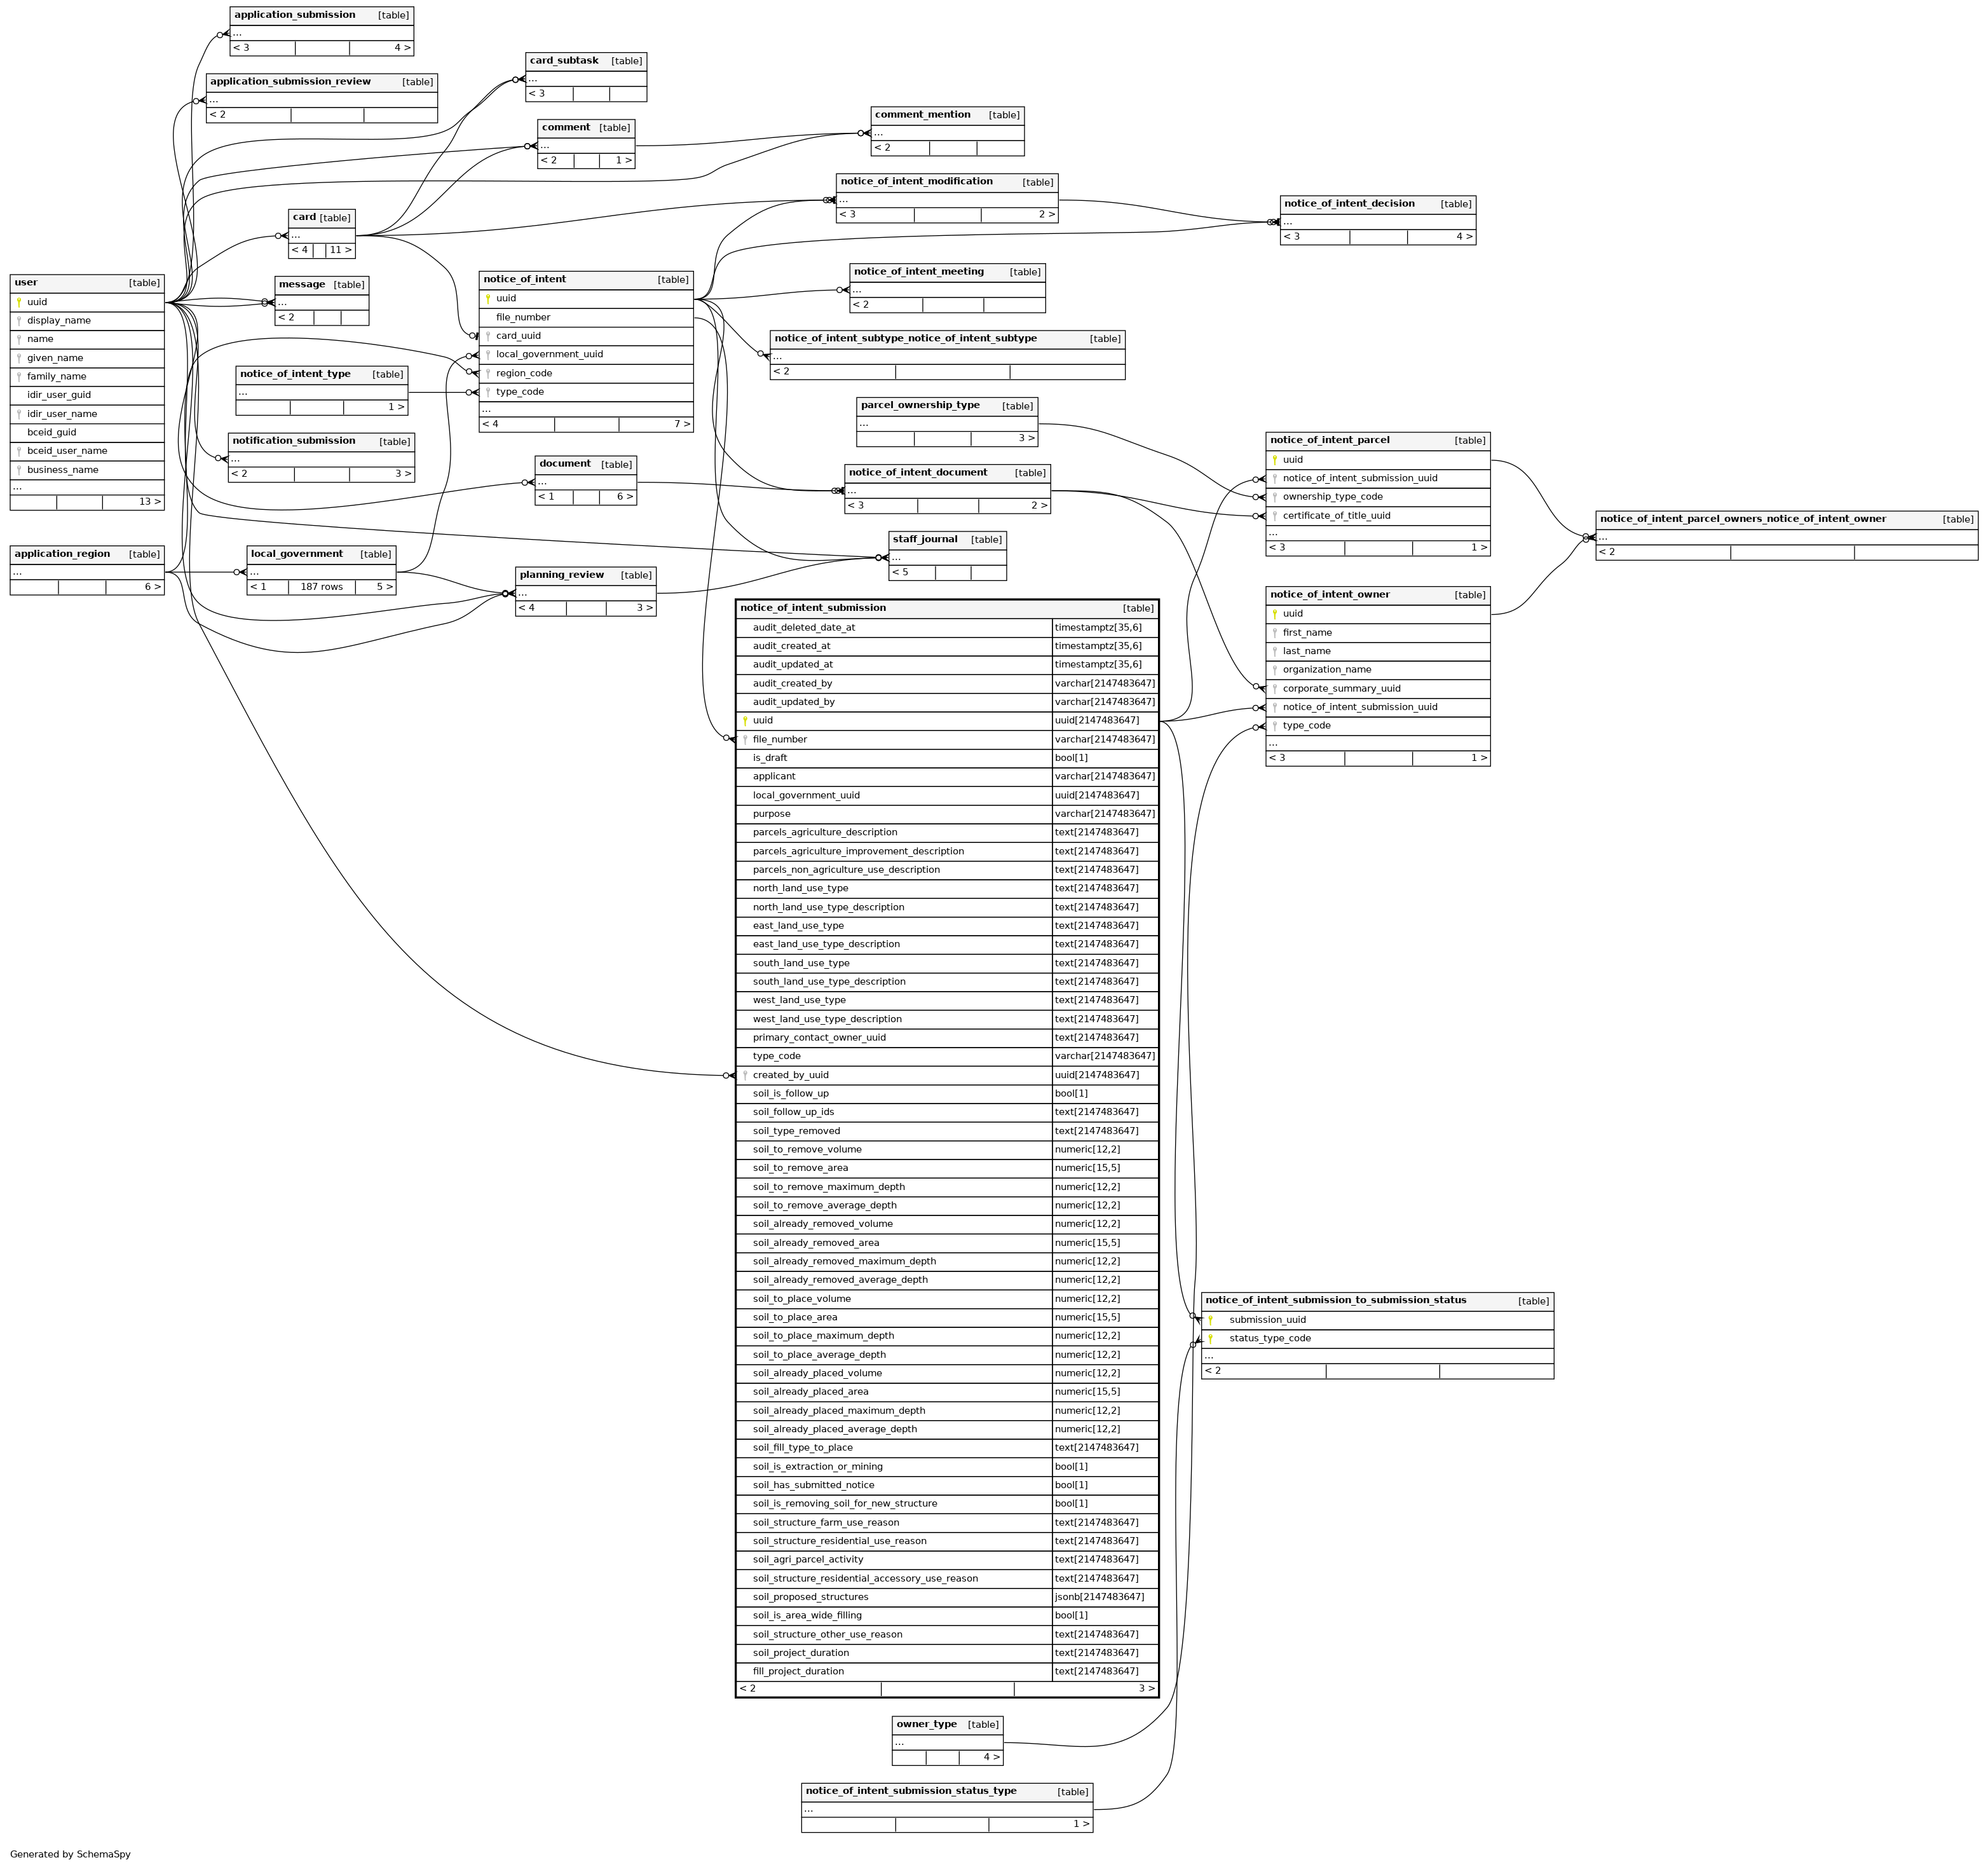 application_submission [table]
...
< 3 4 >
application_submission_review [table]
...
< 2
card_subtask [table]
...
< 3
comment [table]
...
< 2 1 >
comment_mention [table]
...
< 2
notice_of_intent_modification [table]
...
< 3 2 >
notice_of_intent_decision [table]
...
< 3 4 >
card [table]
...
< 4 11 >
user [table]
uuid
display_name
name
given_name
family_name
idir_user_guid
idir_user_name
bceid_guid
bceid_user_name
business_name
...
13 >
message [table]
...
< 2
notice_of_intent [table]
uuid
file_number
card_uuid
local_government_uuid
region_code
type_code
...
< 4 7 >
notice_of_intent_meeting [table]
...
< 2
notice_of_intent_subtype_notice_of_intent_subtype [table]
...
< 2
notice_of_intent_type [table]
...
1 >
parcel_ownership_type [table]
...
3 >
notification_submission [table]
...
< 2 3 >
document [table]
...
< 1 6 >
notice_of_intent_document [table]
...
< 3 2 >
notice_of_intent_parcel [table]
uuid
notice_of_intent_submission_uuid
ownership_type_code
certificate_of_title_uuid
...
< 3 1 >
notice_of_intent_parcel_owners_notice_of_intent_owner [table]
...
< 2
staff_journal [table]
...
< 5
application_region [table]
...
6 >
local_government [table]
...
< 1 187 rows 5 >
planning_review [table]
...
< 4 3 >
notice_of_intent_owner [table]
uuid
first_name
last_name
organization_name
corporate_summary_uuid
notice_of_intent_submission_uuid
type_code
...
< 3 1 >
notice_of_intent_submission [table]
audit_deleted_date_at timestamptz[35,6]
audit_created_at timestamptz[35,6]
audit_updated_at timestamptz[35,6]
audit_created_by varchar[2147483647]
audit_updated_by varchar[2147483647]
uuid uuid[2147483647]
file_number varchar[2147483647]
is_draft bool[1]
applicant varchar[2147483647]
local_government_uuid uuid[2147483647]
purpose varchar[2147483647]
parcels_agriculture_description text[2147483647]
parcels_agriculture_improvement_description text[2147483647]
parcels_non_agriculture_use_description text[2147483647]
north_land_use_type text[2147483647]
north_land_use_type_description text[2147483647]
east_land_use_type text[2147483647]
east_land_use_type_description text[2147483647]
south_land_use_type text[2147483647]
south_land_use_type_description text[2147483647]
west_land_use_type text[2147483647]
west_land_use_type_description text[2147483647]
primary_contact_owner_uuid text[2147483647]
type_code varchar[2147483647]
created_by_uuid uuid[2147483647]
soil_is_follow_up bool[1]
soil_follow_up_ids text[2147483647]
soil_type_removed text[2147483647]
soil_to_remove_volume numeric[12,2]
soil_to_remove_area numeric[15,5]
soil_to_remove_maximum_depth numeric[12,2]
soil_to_remove_average_depth numeric[12,2]
soil_already_removed_volume numeric[12,2]
soil_already_removed_area numeric[15,5]
soil_already_removed_maximum_depth numeric[12,2]
soil_already_removed_average_depth numeric[12,2]
soil_to_place_volume numeric[12,2]
soil_to_place_area numeric[15,5]
soil_to_place_maximum_depth numeric[12,2]
soil_to_place_average_depth numeric[12,2]
soil_already_placed_volume numeric[12,2]
soil_already_placed_area numeric[15,5]
soil_already_placed_maximum_depth numeric[12,2]
soil_already_placed_average_depth numeric[12,2]
soil_fill_type_to_place text[2147483647]
soil_is_extraction_or_mining bool[1]
soil_has_submitted_notice bool[1]
soil_is_removing_soil_for_new_structure bool[1]
soil_structure_farm_use_reason text[2147483647]
soil_structure_residential_use_reason text[2147483647]
soil_agri_parcel_activity text[2147483647]
soil_structure_residential_accessory_use_reason text[2147483647]
soil_proposed_structures jsonb[2147483647]
soil_is_area_wide_filling bool[1]
soil_structure_other_use_reason text[2147483647]
soil_project_duration text[2147483647]
fill_project_duration text[2147483647]
< 2 3 >
notice_of_intent_submission_to_submission_status [table]
submission_uuid
status_type_code
...
< 2
owner_type [table]
...
4 >
notice_of_intent_submission_status_type [table]
...
1 >
Generated by SchemaSpy